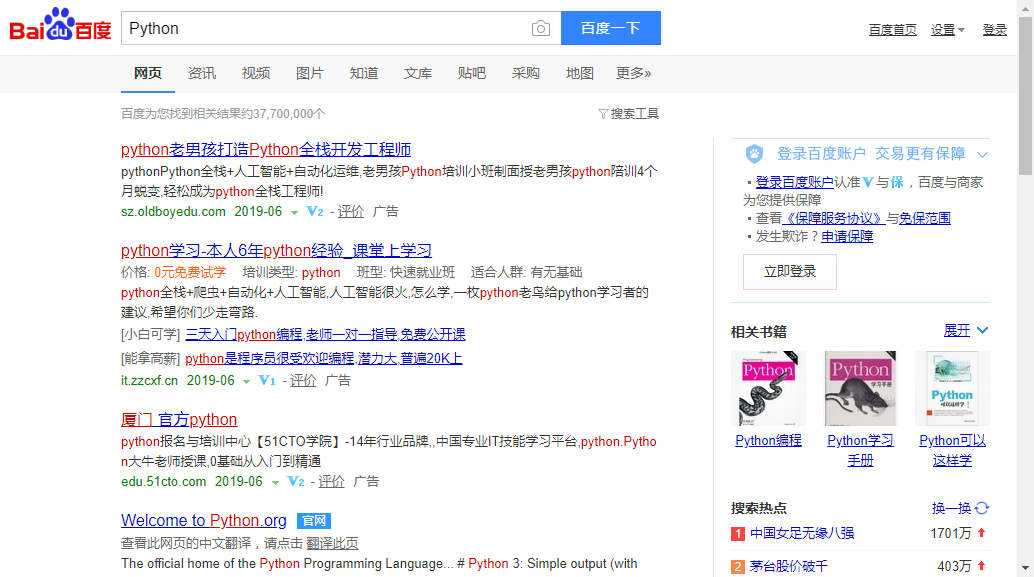 Bai du 百度
Python
百度一下
百度首页 设置 登录
网页 资讯 视频 图片 知道 文库 贴吧 采购 地图 更多»
百度为您找到相关结果约37,700,000个
搜索工具
python老男孩打造Python全栈开发工程师
pythonPython全栈+人工智能+自动化运维,老男孩Python培训小班制面授老男孩python陪训4个
月蜕变,轻松成为python全栈工程师!
sz.oldboyedu.com 2019-06 V2 - 评价 广告
python学习-本人6年python经验_课堂上学习
价格: 0元免费试学 培训类型: python 班型: 快速就业班 适合人群: 有无基础
python全栈+爬虫+自动化+人工智能,人工智能很火,怎么学,一枚python老鸟给python学习者的
建议,希望你们少走弯路.
[小白可学] 三天入门python编程,老师一对一指导,免费公开课
[能拿高薪] python是程序员很受欢迎编程,潜力大,普遍20K上
it.zzcxf.cn 2019-06 V1 - 评价 广告
厦门 官方python
python报名与培训中心【51CTO学院】-14年行业品牌,,中国专业IT技能学习平台,python.Pytho
n大牛老师授课,0基础从入门到精通
edu.51cto.com 2019-06 V2 - 评价 广告
Welcome to Python.org 官网
查看此网页的中文翻译，请点击 翻译此页
The official home of the Python Programming Language... # Python 3: Simple output (with
登录百度账户 交易更有保障
·登录百度账户认准V与保，百度与商家
为您提供保障
·查看《保障服务协议》与免保范围
·发生欺诈？申请保障
立即登录
相关书籍 展开
Python
Python
学习手册
Python
可以这样学
Python编程
Python学习
手册
Python可以
这样学
搜索热点 换一换
1 中国女足无缘八强 1701万
2 茅台股价破千 403万